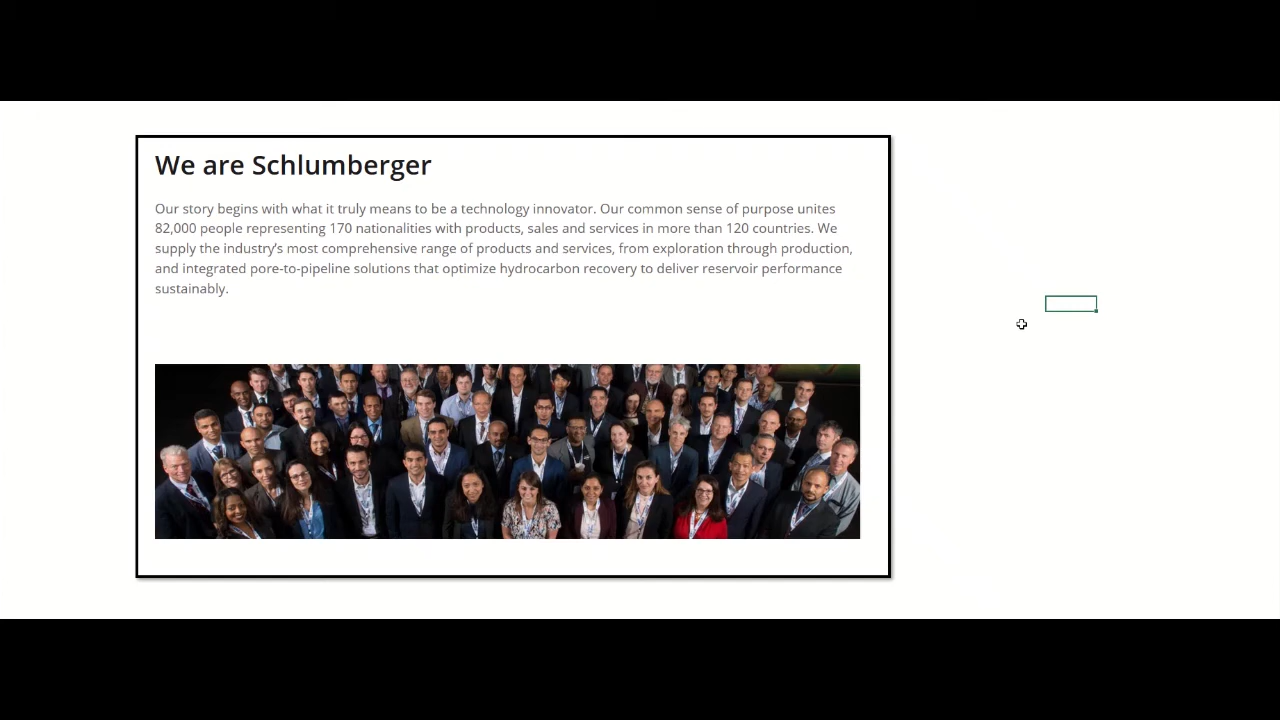 We are Schlumberger
Our story begins with what it truly means to be a technology innovator. Our common sense of purpose unites
82,000 people representing 170 nationalities with products, sales and services in more than 120 countries. We
supply the industry’s most comprehensive range of products and services, from exploration through production,
and integrated pore-to-pipeline solutions that optimize hydrocarbon recovery to deliver reservoir performance
sustainably.